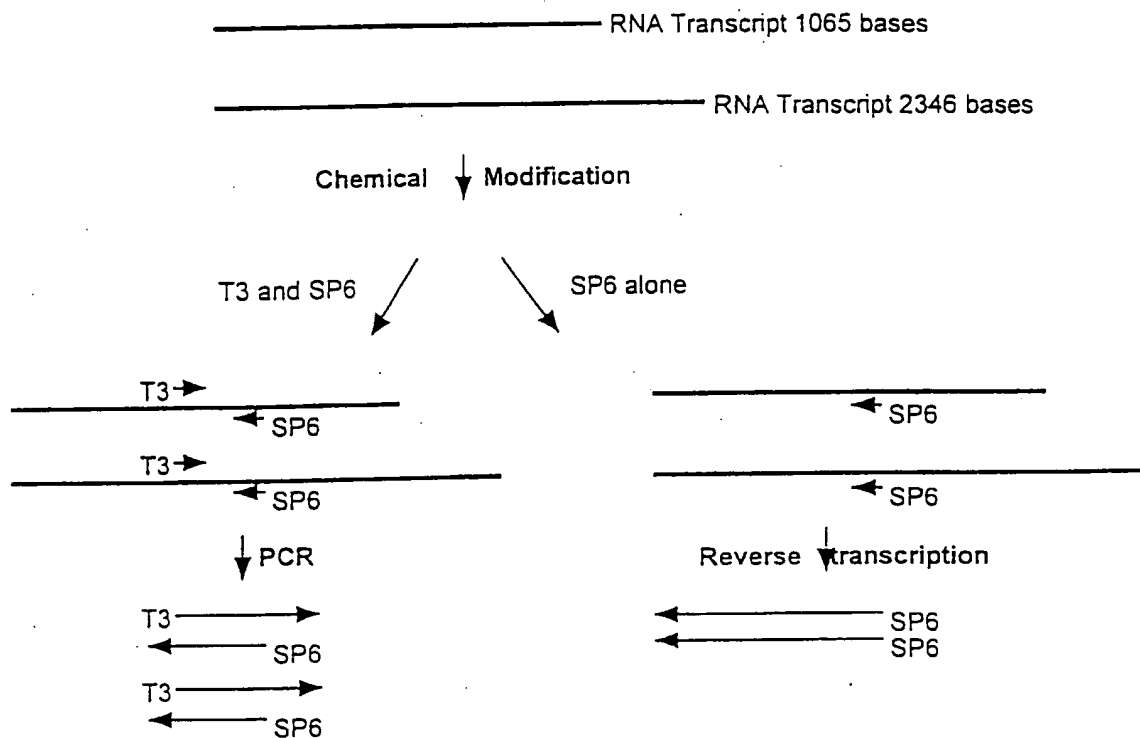 RNA Transcript 1065 bases
RNA Transcript 2346 bases
Chemical Modification
T3 and SP6
SP6 alone
T3
SP6
SP6
T3
SP6
SP6
PCR
Reverse transcription
T3
SP6
SP6
SP6
T3
SP6